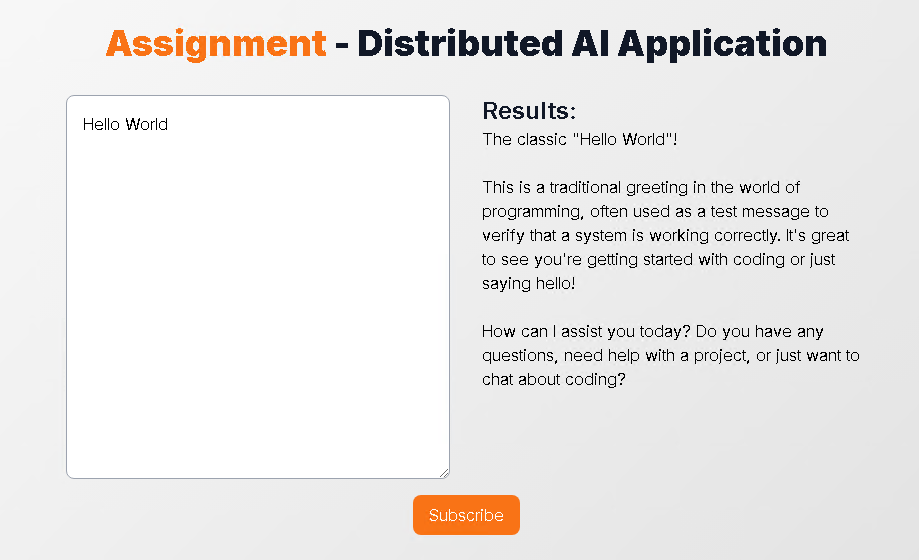 Assignment - Distributed AI Application
Hello World
Results:
The classic "Hello World"!
This is a traditional greeting in the world of
programming, often used as a test message to
verify that a system is working correctly. It's great
to see you're getting started with coding or just
saying hello!
How can I assist you today? Do you have any
questions, need help with a project, or just want to
chat about coding?
Subscribe